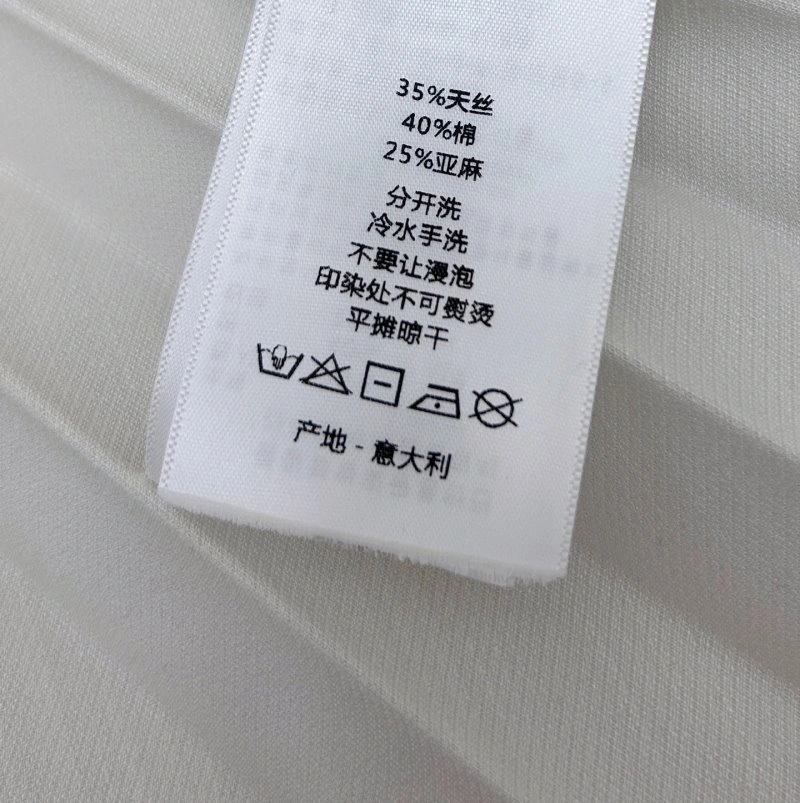 35%天丝
40%棉
25%亚麻
分开洗
冷水手洗
不要让漫泡
印染处不可熨烫
平摊晾干
产地 - 意大利